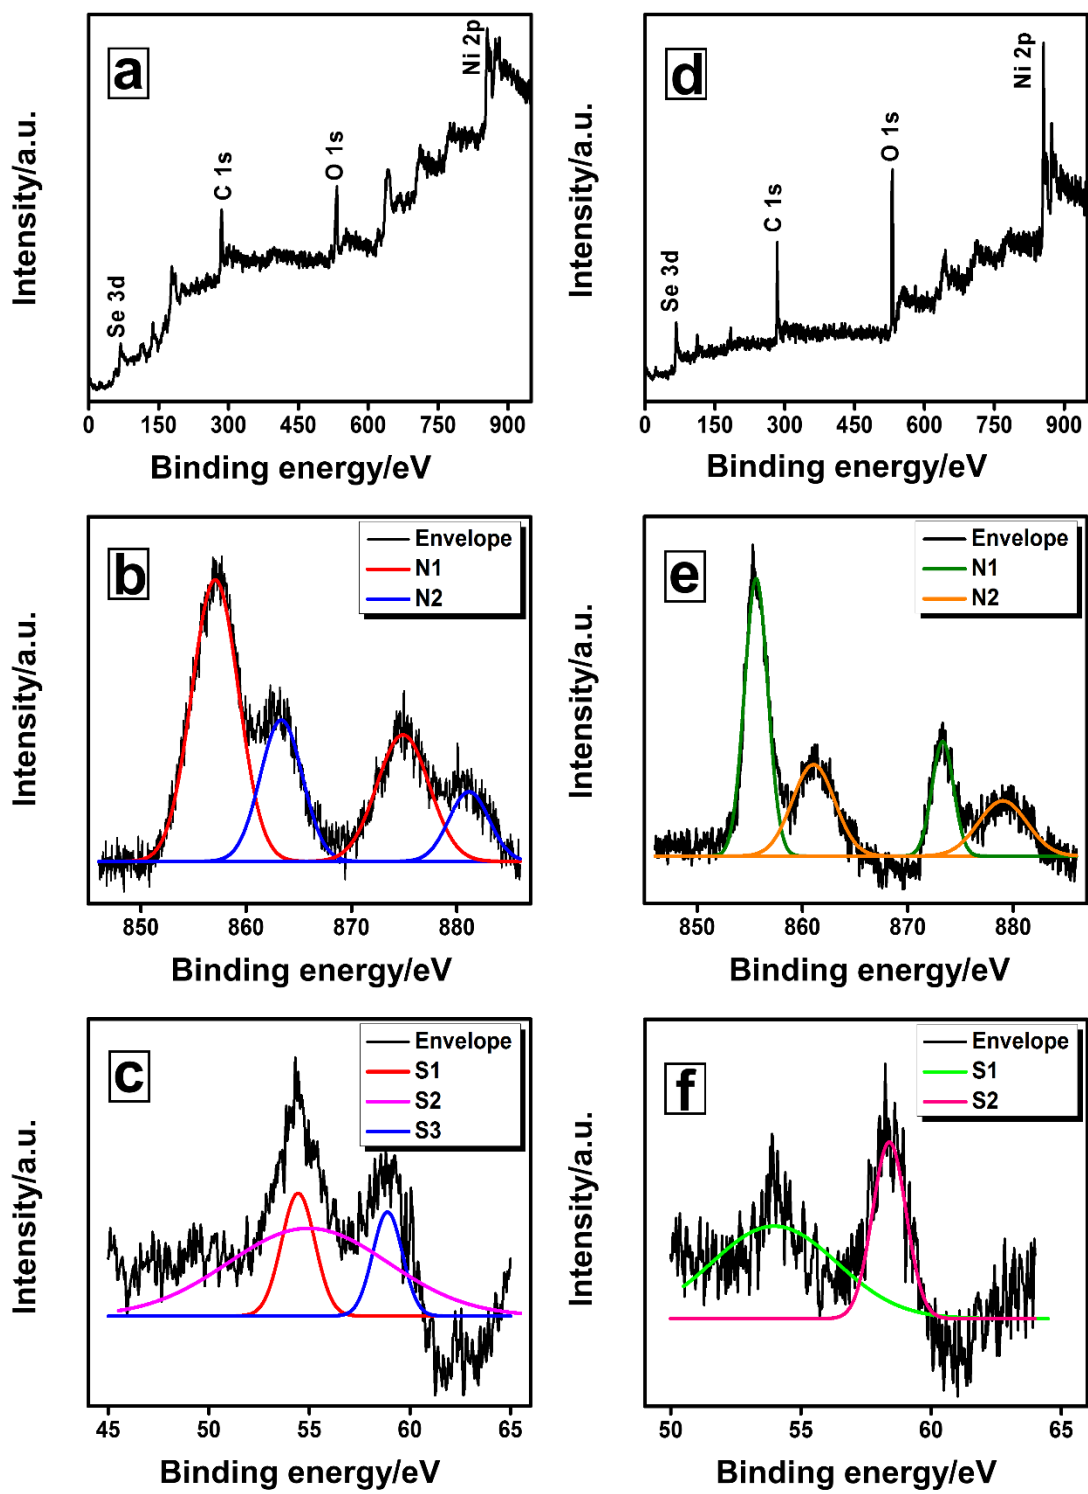 a
Se 3d
C 1s
O 1s
Ni 2p
Intensity/a.u.
0 150 300 450 600 750 900
Binding energy/eV
d
Se 3d
C 1s
O 1s
Ni 2p
Intensity/a.u.
0 150 300 450 600 750 900
Binding energy/eV
b
Envelope
N1
N2
Intensity/a.u.
850 860 870 880
Binding energy/eV
e
Envelope
N1
N2
Intensity/a.u.
850 860 870 880
Binding energy/eV
c
Envelope
S1
S2
S3
Intensity/a.u.
45 50 55 60 65
Binding energy/eV
f
Envelope
S1
S2
Intensity/a.u.
50 55 60 65
Binding energy/eV